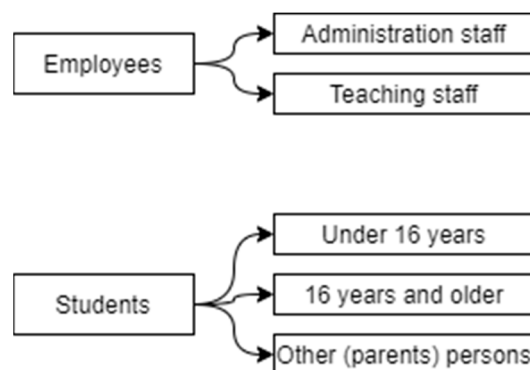 Employees
Administration staff
Teaching staff
Students
Under 16 years
16 years and older
Other (parents) persons